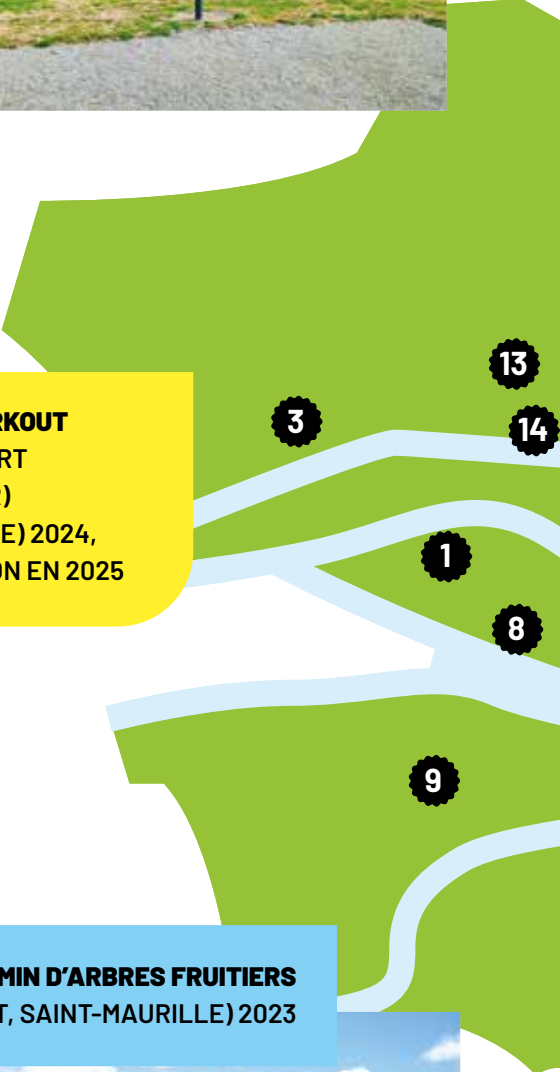 13
3
14
RKOUT
RT
)
E) 2024,
ON EN 2025
1
8
9
MIN D’ARBRES FRUITIERS
T, SAINT-MAURILLE) 2023